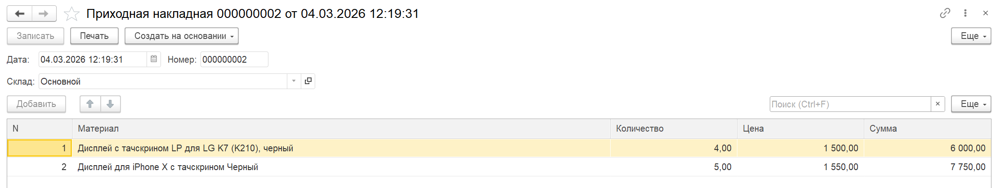 Приходная накладная 000000002 от 04.03.2026 12:19:31
Записать Печать Создать на основании Еще
Дата: 04.03.2026 12:19:31 Номер: 000000002
Склад: Основной
Добавить Поиск (Ctrl+F) × Еще
N Материал Количество Цена Сумма
1 Дисплей с тачскрином LP для LG K7 (K210), черный 4,00 1 500,00 6 000,00
2 Дисплей для iPhone X с тачскрином Черный 5,00 1 550,00 7 750,00